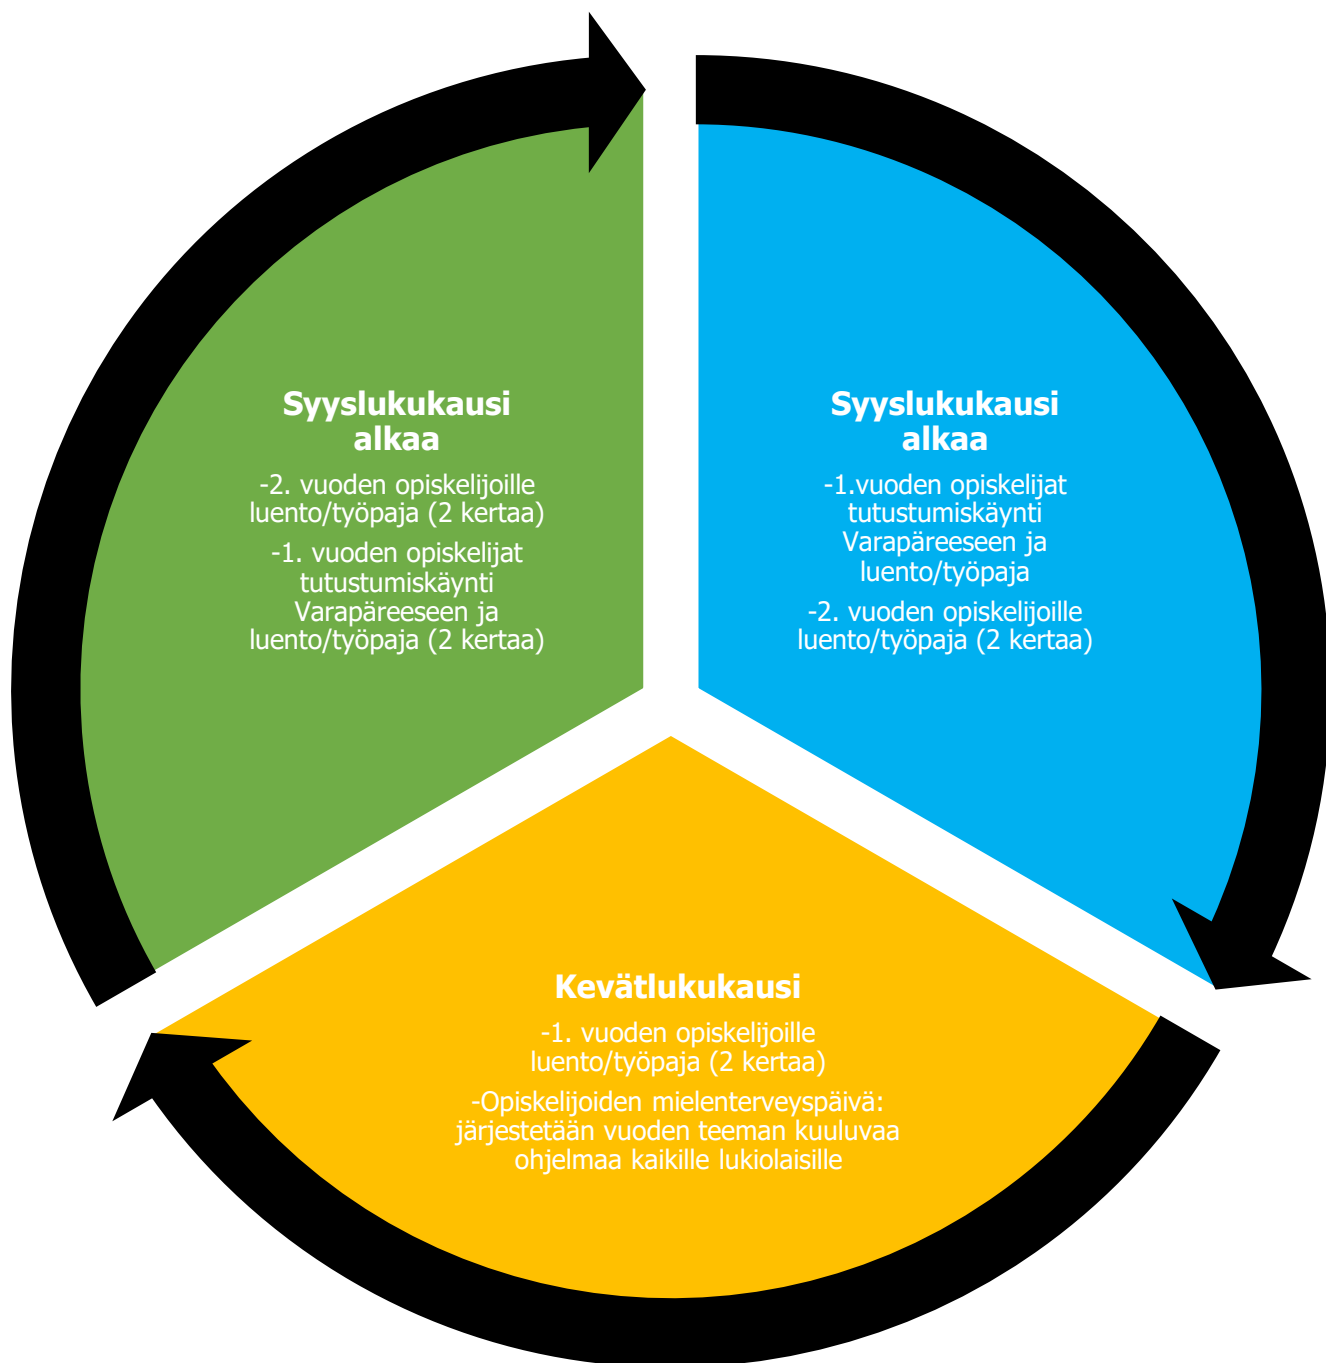 Syyslukukausi
alkaa
-2. vuoden opiskelijoille
luento/työpaja (2 kertaa)
-1. vuoden opiskelijat
tutustumiskäynti
Varapäreeseen ja
luento/työpaja (2 kertaa)
Syyslukukausi
alkaa
-1.vuoden opiskelijat
tutustumiskäynti
Varapäreeseen ja
luento/työpaja
-2. vuoden opiskelijoille
luento/työpaja (2 kertaa)
Kevätlukukausi
-1. vuoden opiskelijoille
luento/työpaja (2 kertaa)
-Opiskelijoiden mielenterveyspäivä:
järjestetään vuoden teeman kuuluvaa
ohjelmaa kaikille lukiolaisille